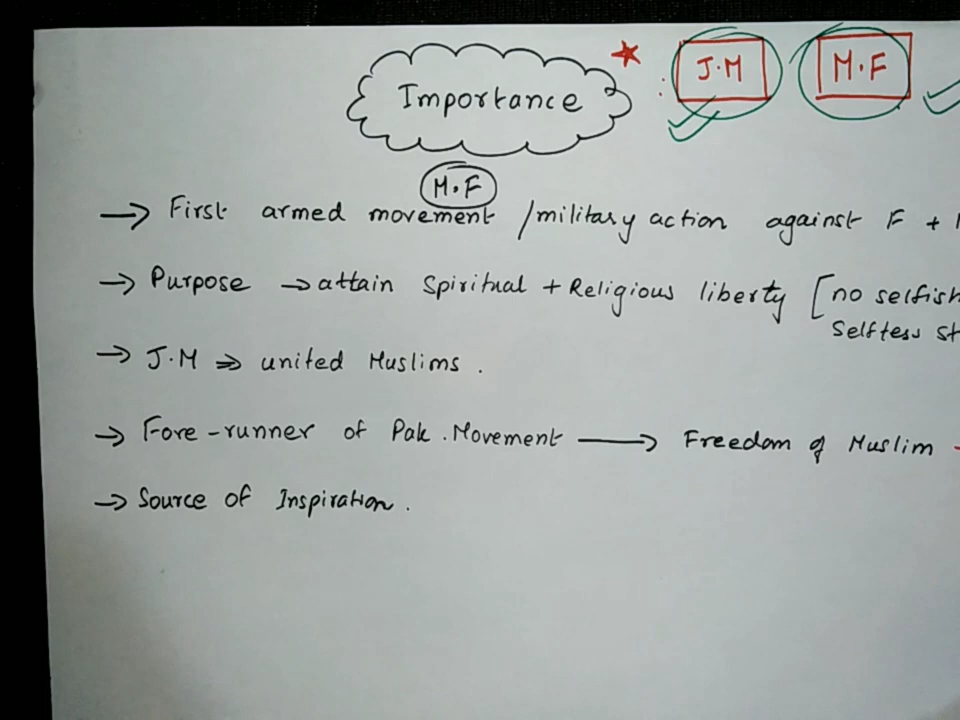 Importance J.M M.F
M.F
→ First armed movement /military action against F +
→ Purpose → attain Spiritual + Religious liberty [no selfish
Selfless st
→ J.M ⇒ united Muslims.
→ Fore-runner of Pak. Movement → Freedom of Muslim
→ Source of Inspiration.